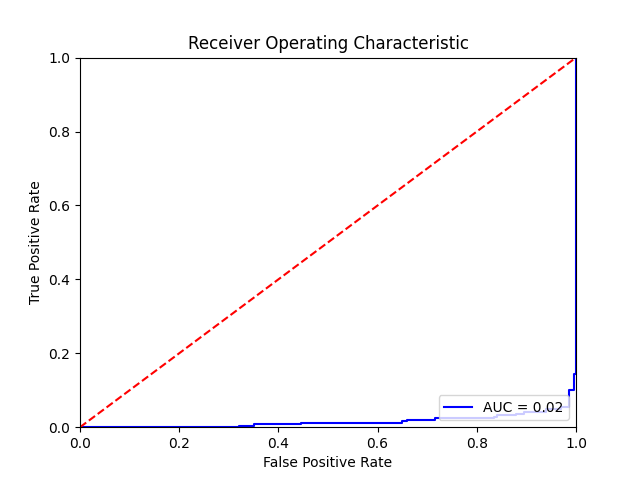 Receiver Operating Characteristic
1.0
0.8
0.6
0.4
0.2
0.0
True Positive Rate
AUC = 0.02
0.0 0.2 0.4 0.6 0.8 1.0
False Positive Rate